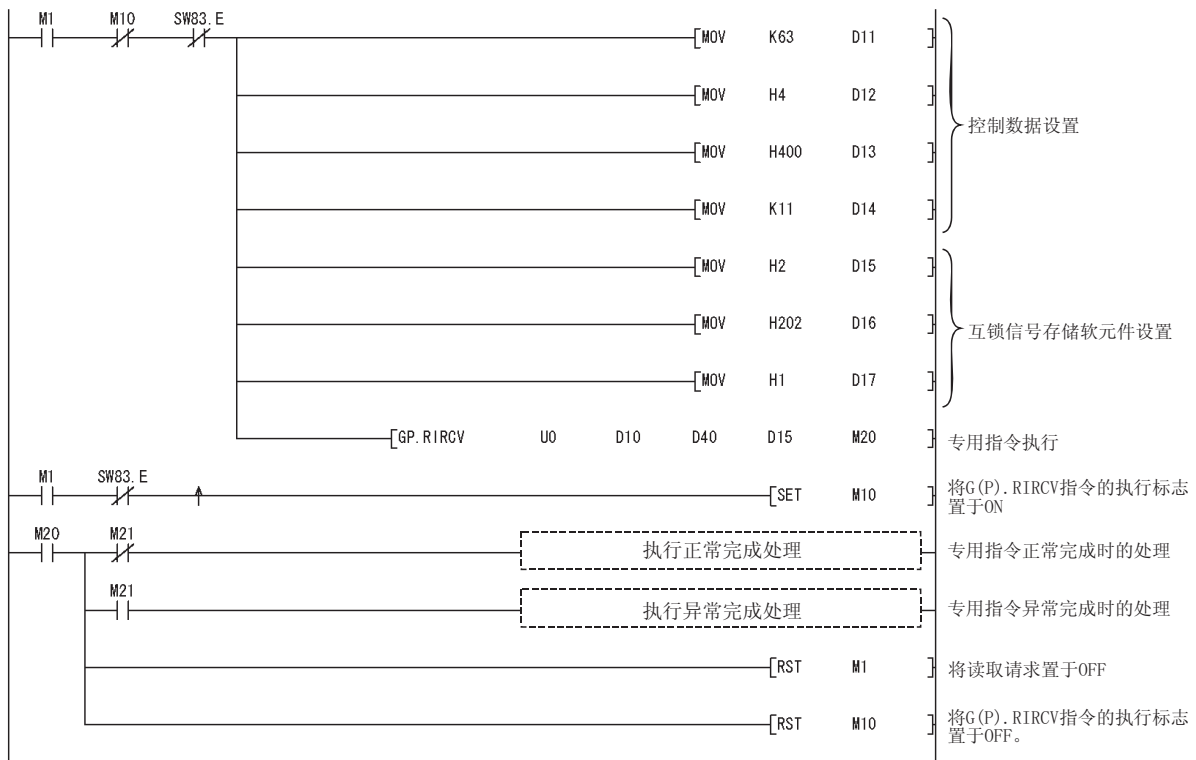 M1 M10 SW83.E
MOV K63 D11
MOV H4 D12
控制数据设置
MOV H400 D13
MOV K11 D14
MOV H2 D15
MOV H202 D16
互锁信号存储软元件设置
MOV H1 D17
GP.RIRCV U0 D10 D40 D15 M20
专用指令执行
M1 SW83.E
SET M10
将G(P).RIRCV指令的执行标志
置于ON
M20 M21
执行正常完成处理
专用指令正常完成时的处理
M21
执行异常完成处理
专用指令异常完成时的处理
RST M1
将读取请求置于OFF
RST M10
将G(P).RIRCV指令的执行标志
置于OFF。